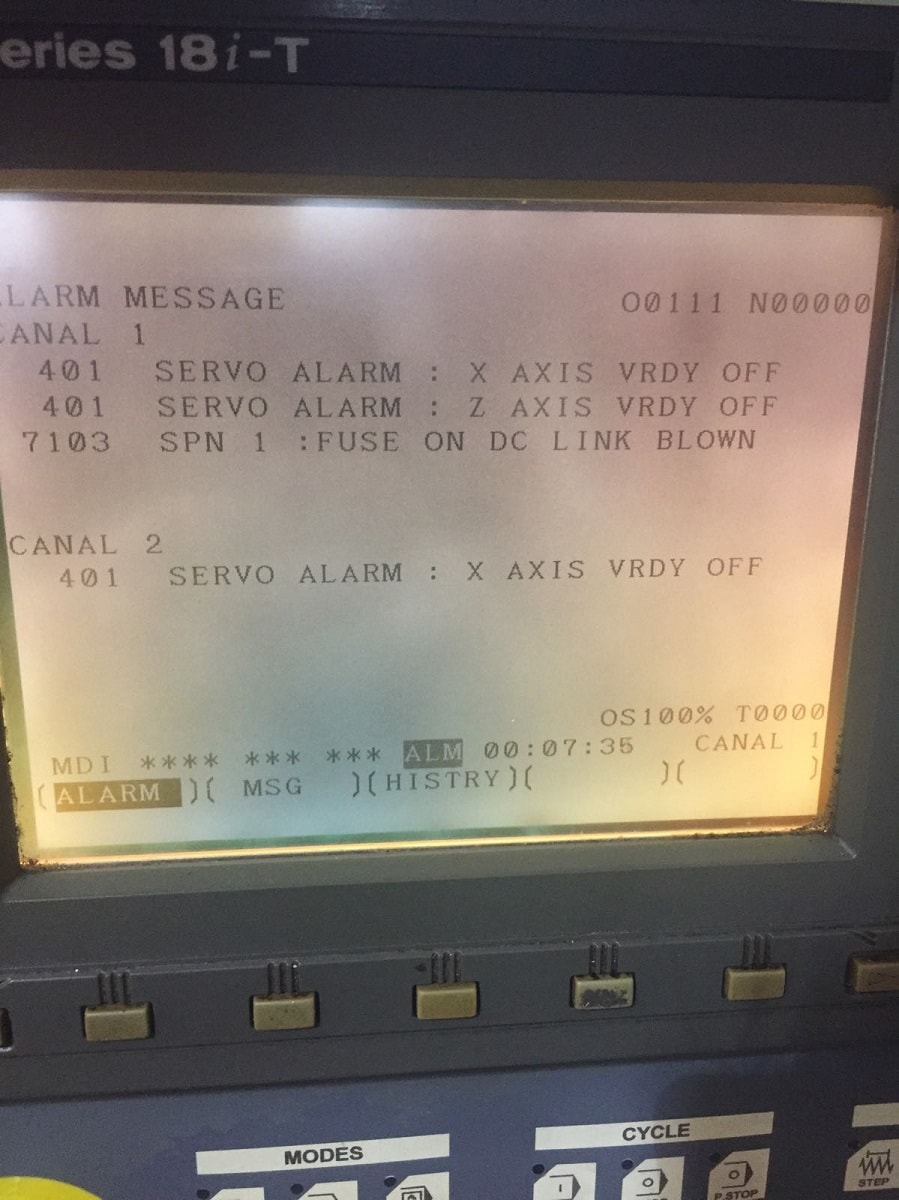 eries 18i-T
LARM MESSAGE O0111 N00000
CANAL 1
401 SERVO ALARM : X AXIS VRDY OFF
401 SERVO ALARM : Z AXIS VRDY OFF
7103 SPN 1 :FUSE ON DC LINK BLOWN
CANAL 2
401 SERVO ALARM : X AXIS VRDY OFF
OS100% T0000
MDI **** *** *** ALM 00:07:35 CANAL 1
(ALARM )( MSG )(HISTRY)( )( )
MODES
CYCLE
P.STOP
STEP